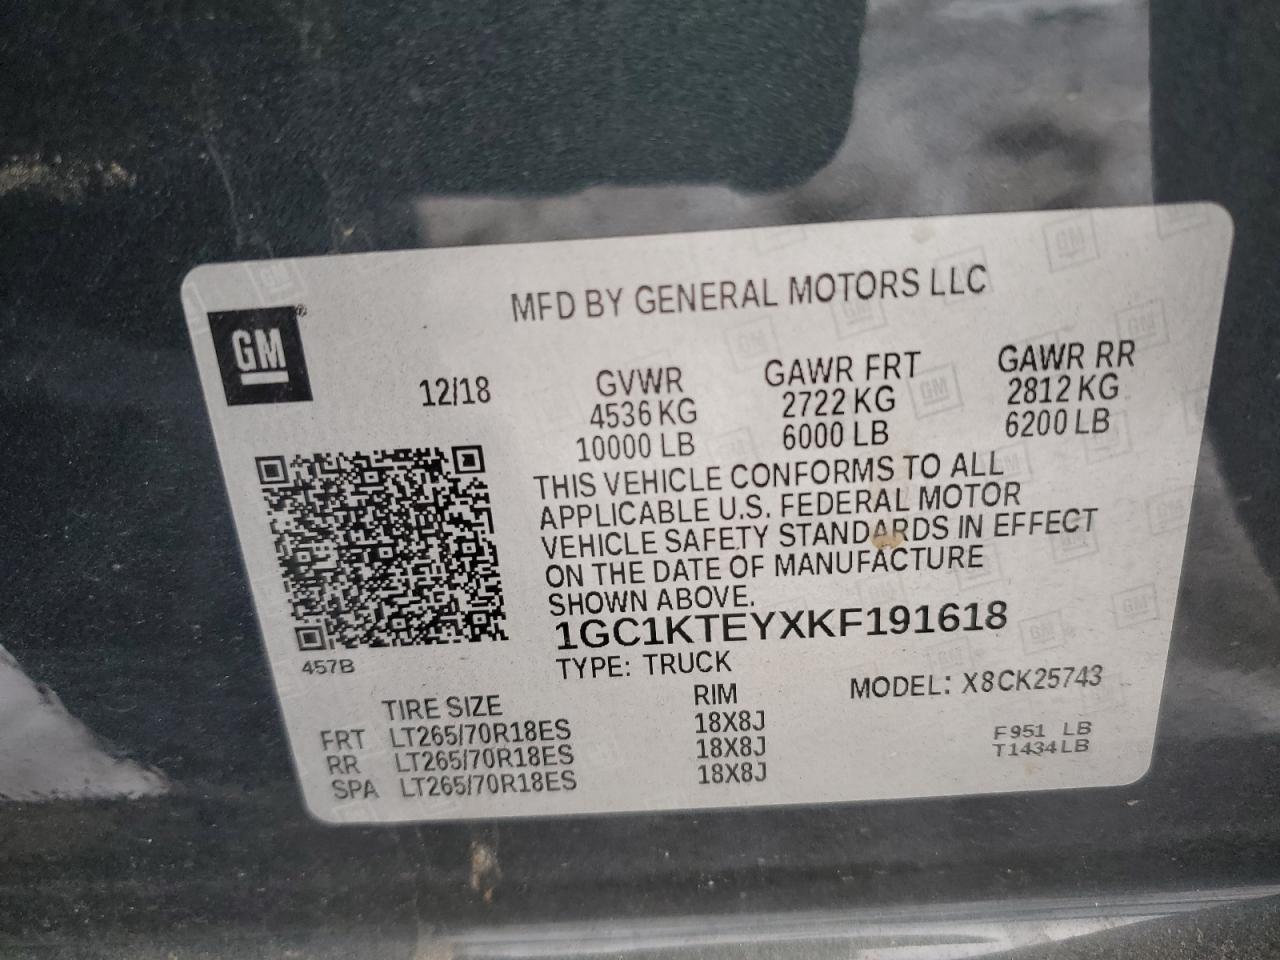 MFD BY GENERAL MOTORS LLC
GM
12/18 GVWR GAWR FRT GAWR RR
4536 KG 2722 KG 2812 KG
10000 LB 6000 LB 6200 LB
THIS VEHICLE CONFORMS TO ALL
APPLICABLE U.S. FEDERAL MOTOR
VEHICLE SAFETY STANDARDS IN EFFECT
ON THE DATE OF MANUFACTURE
SHOWN ABOVE.
1GC1KTEYXKF191618
457B
TYPE: TRUCK
MODEL: X8CK25743
TIRE SIZE RIM
FRT LT265/70R18ES 18X8J
RR LT265/70R18ES 18X8J
SPA LT265/70R18ES 18X8J
F951 LB
T1434LB